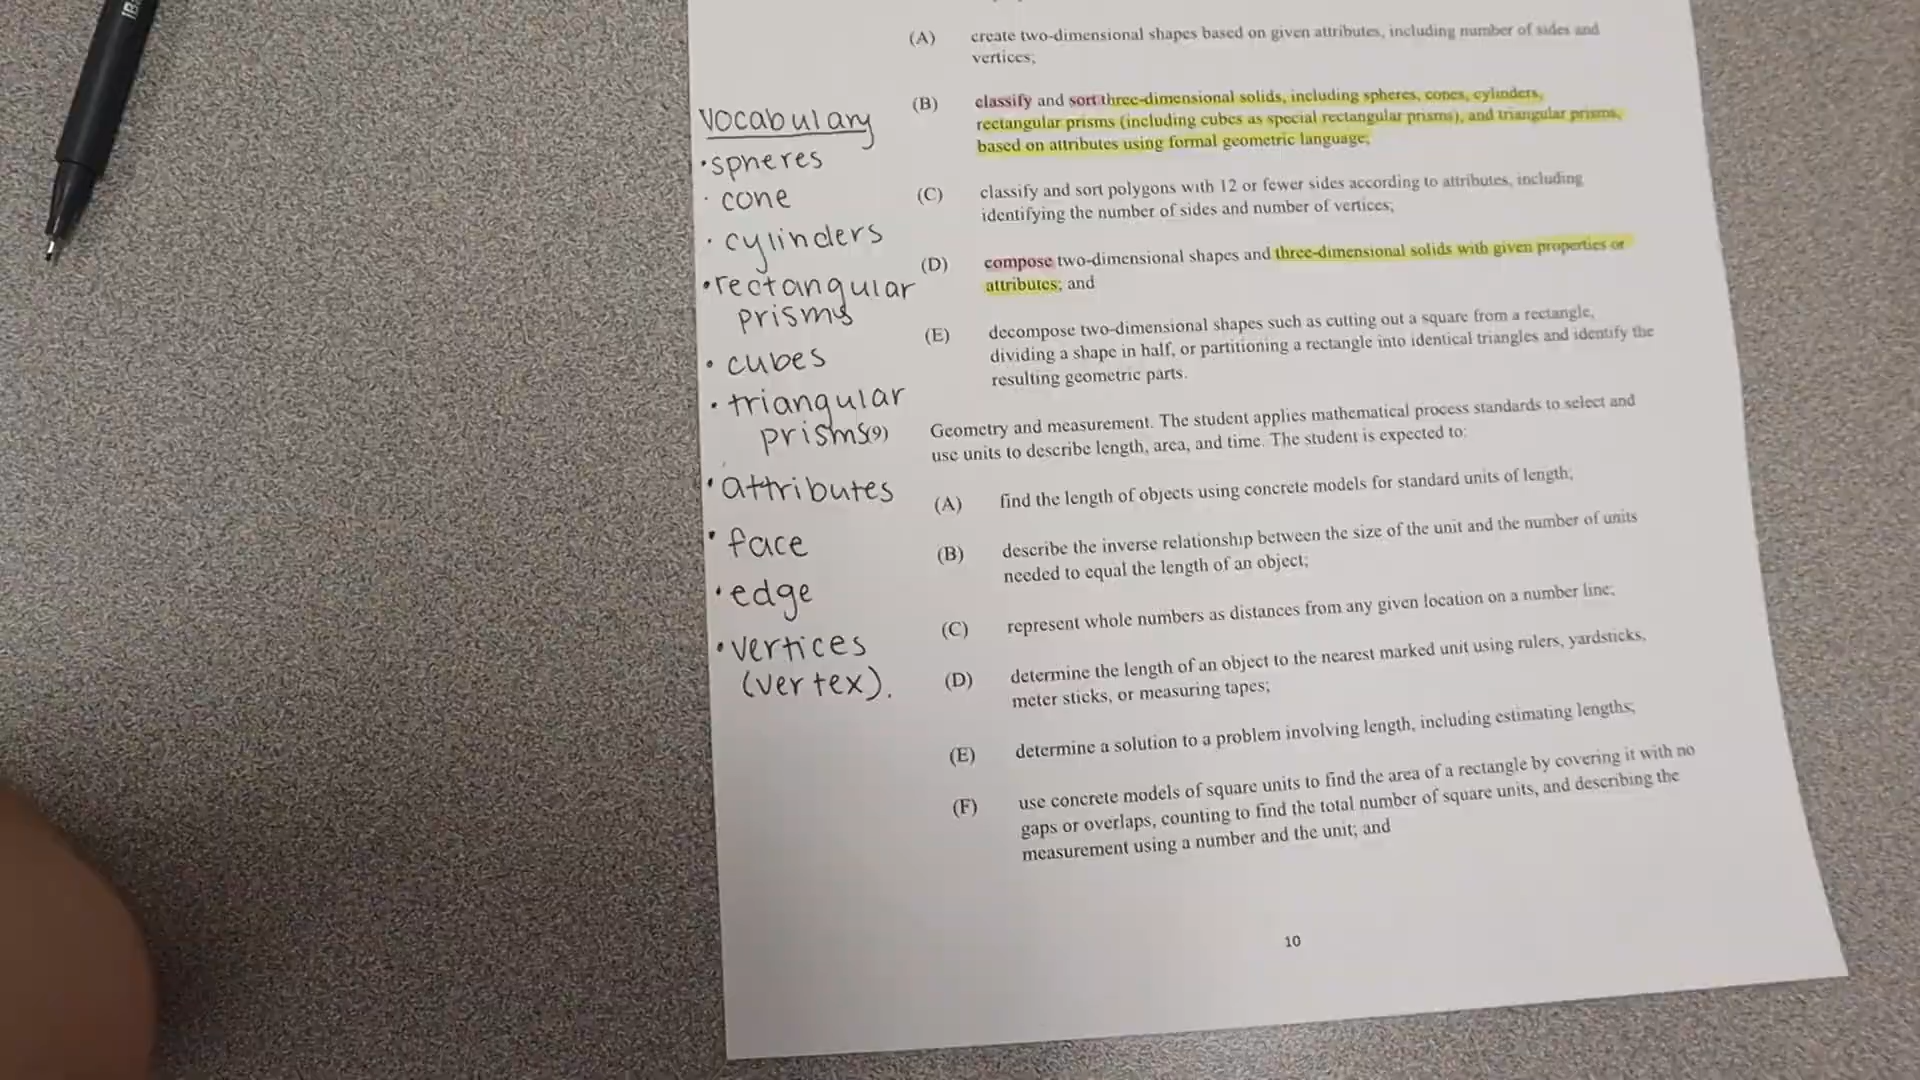 (A) create two-dimensional shapes based on given attributes, including number of sides and
vertices;
(B) classify and sort three-dimensional solids, including spheres, cones, cylinders,
rectangular prisms (including cubes as special rectangular prisms), and triangular prisms,
based on attributes using formal geometric language;
(C) classify and sort polygons with 12 or fewer sides according to attributes, including
identifying the number of sides and number of vertices;
(D) compose two-dimensional shapes and three-dimensional solids with given properties or
attributes; and
(E) decompose two-dimensional shapes such as cutting out a square from a rectangle,
dividing a shape in half, or partitioning a rectangle into identical triangles and identify the
resulting geometric parts.
(9) Geometry and measurement. The student applies mathematical process standards to select and
use units to describe length, area, and time. The student is expected to:
(A) find the length of objects using concrete models for standard units of length;
(B) describe the inverse relationship between the size of the unit and the number of units
needed to equal the length of an object;
(C) represent whole numbers as distances from any given location on a number line;
(D) determine the length of an object to the nearest marked unit using rulers, yardsticks,
meter sticks, or measuring tapes;
(E) determine a solution to a problem involving length, including estimating lengths;
(F) use concrete models of square units to find the area of a rectangle by covering it with no
gaps or overlaps, counting to find the total number of square units, and describing the
measurement using a number and the unit; and
10
Vocabulary
• spheres
• cone
• cylinders
• rectangular
prisms
• cubes
• triangular
prisms
• attributes
• face
• edge
• vertices
(vertex).